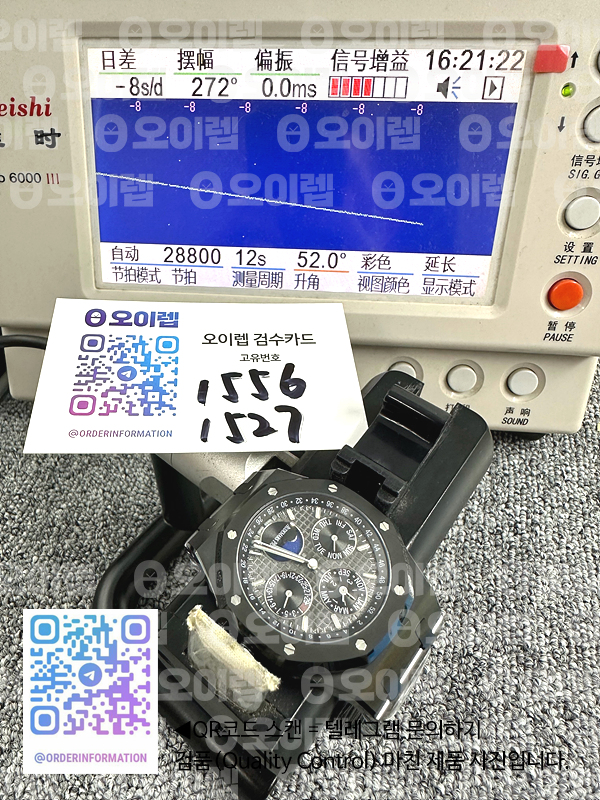 日差 摆幅 偏振 信号增益 16:21:22
-8s/d 272° 0.0ms
-8 -8 -8 -8 -8 -8
eishi
时
6000 III
自动 28800 12s 52.0° 彩色 延长
节拍模式 节拍 测量周期 升角 视图颜色 显示模式
信号增
SIG.G
设置
SETTING
暂停
PAUSE
声响
SOUND
오이렙
오이렙 검수카드
고유번호
1556
1527
@ORDERINFORMATION
@ORDERINFORMATION
◀QR코드 스캔 = 텔레그램 문의하기
검품(Quality Control) 마친 제품 사진입니다.
오이렙